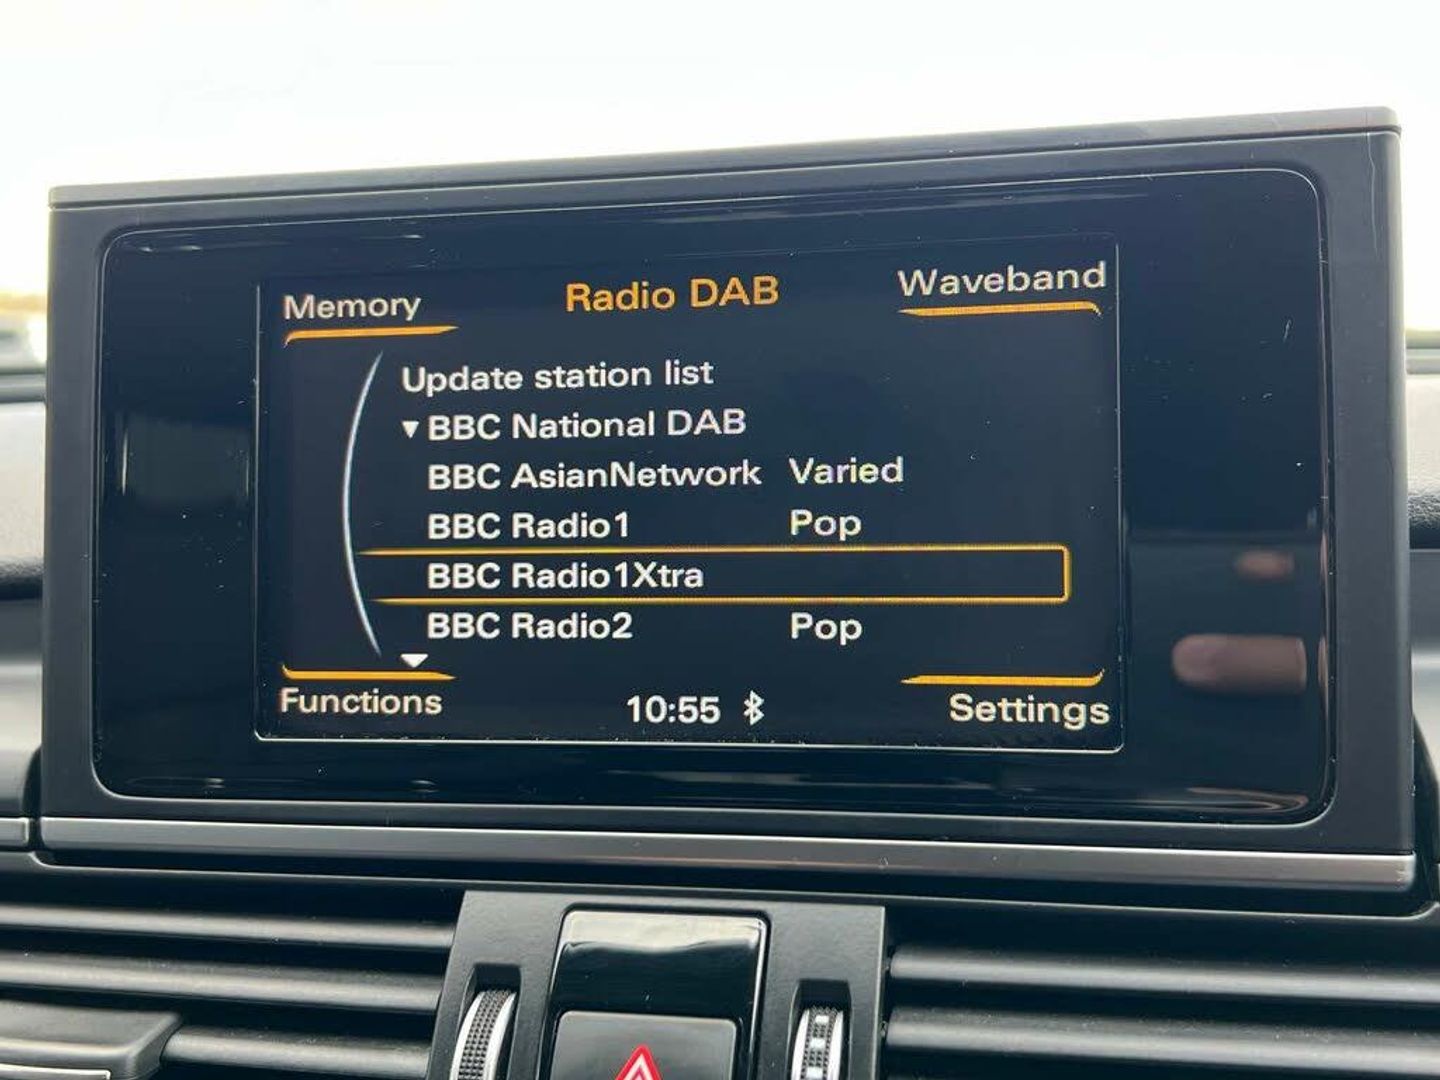 Memory Radio DAB Waveband
Update station list
▼ BBC National DAB
BBC AsianNetwork Varied
BBC Radio1 Pop
BBC Radio1Xtra
BBC Radio2 Pop
Functions 10:55 Settings